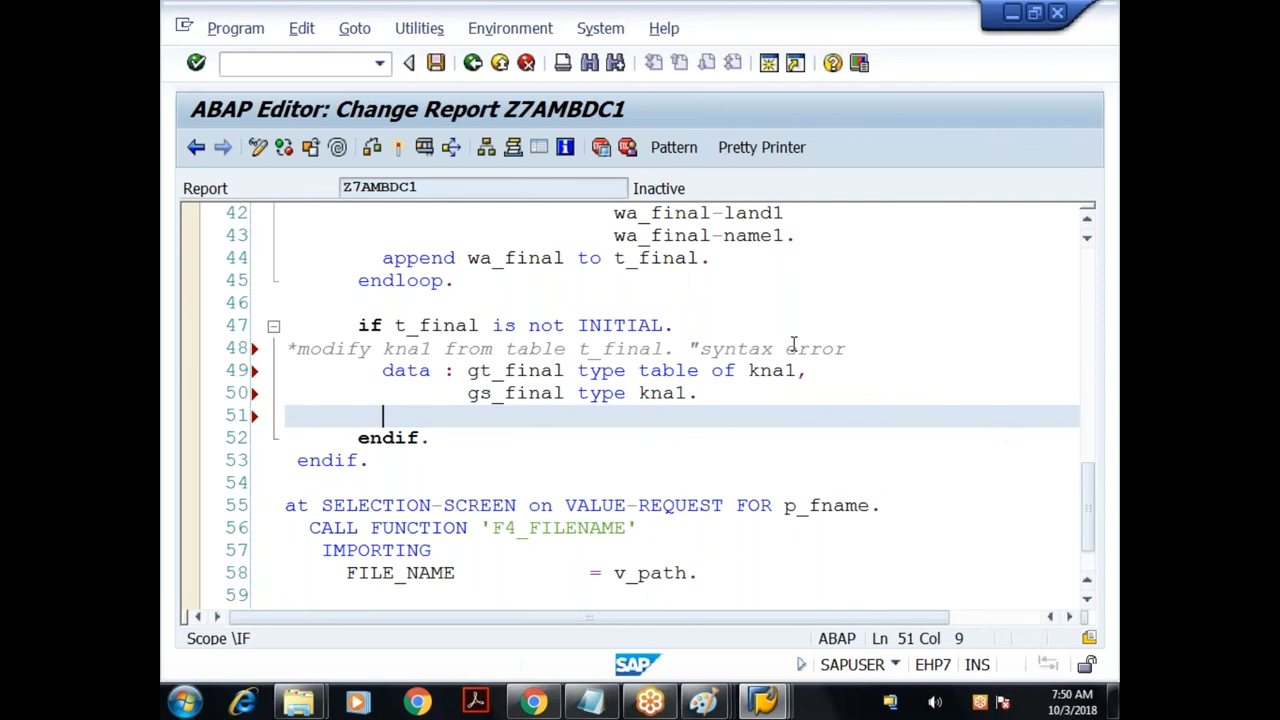 Program Edit Goto Utilities Environment System Help
ABAP Editor: Change Report Z7AMBDC1
Pattern Pretty Printer
Report Z7AMBDC1 Inactive
42 wa_final-land1
43 wa_final-name1.
44 append wa_final to t_final.
45 endloop.
46
47 if t_final is not INITIAL.
48 *modify kna1 from table t_final. "syntax error
49 data : gt_final type table of kna1,
50 gs_final type kna1.
51
52 endif.
53 endif.
54
55 at SELECTION-SCREEN on VALUE-REQUEST FOR p_fname.
56 CALL FUNCTION 'F4_FILENAME'
57 IMPORTING
58 FILE_NAME = v_path.
59
Scope \IF ABAP Ln 51 Col 9
SAP SAPUSER EHP7 INS
7:50 AM
10/3/2018